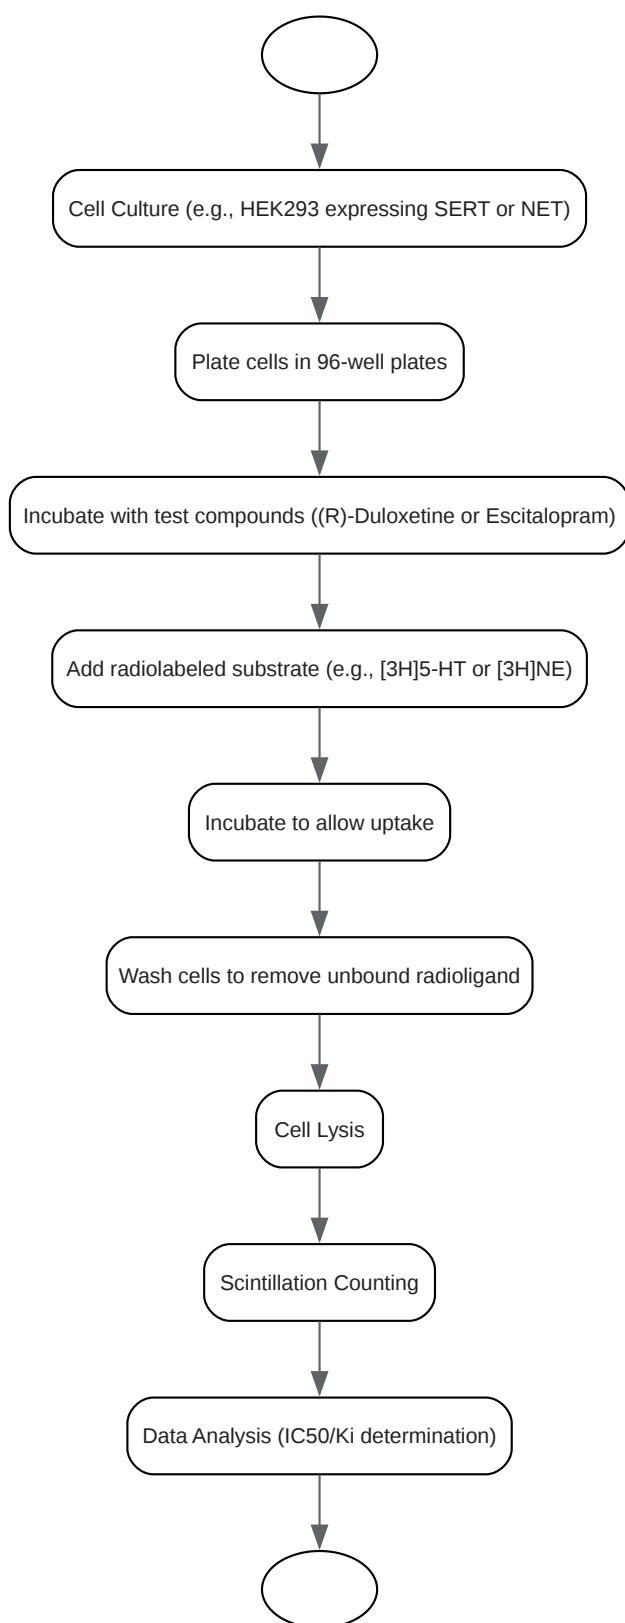 Cell Culture (e.g., HEK293 expressing SERT or NET)
Plate cells in 96-well plates
Incubate with test compounds ((R)-Duloxetine or Escitalopram)
Add radiolabeled substrate (e.g., [3H]5-HT or [3H]NE)
Incubate to allow uptake
Wash cells to remove unbound radioligand
Cell Lysis
Scintillation Counting
Data Analysis (IC50/Ki determination)